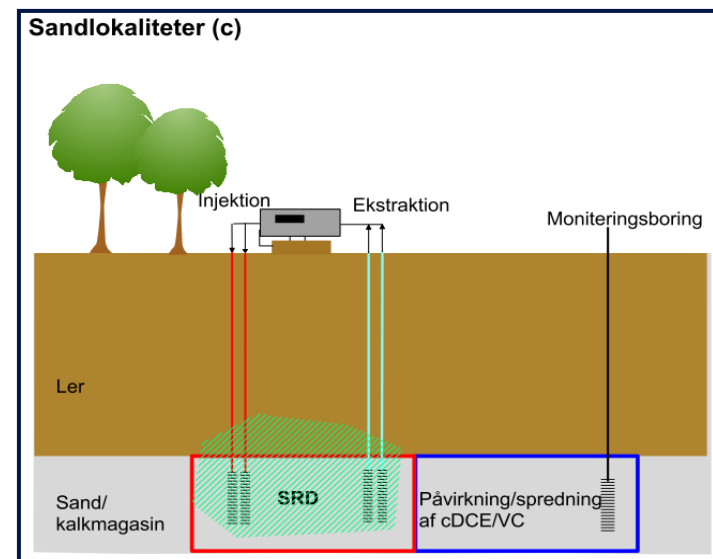 Sandlokaliteter (c)
Injektion
Ekstraktion
Moniteringsboring
Ler
Sand/
kalkmagasin
SRD
Påvirkning/spredning
af cDCE/VC